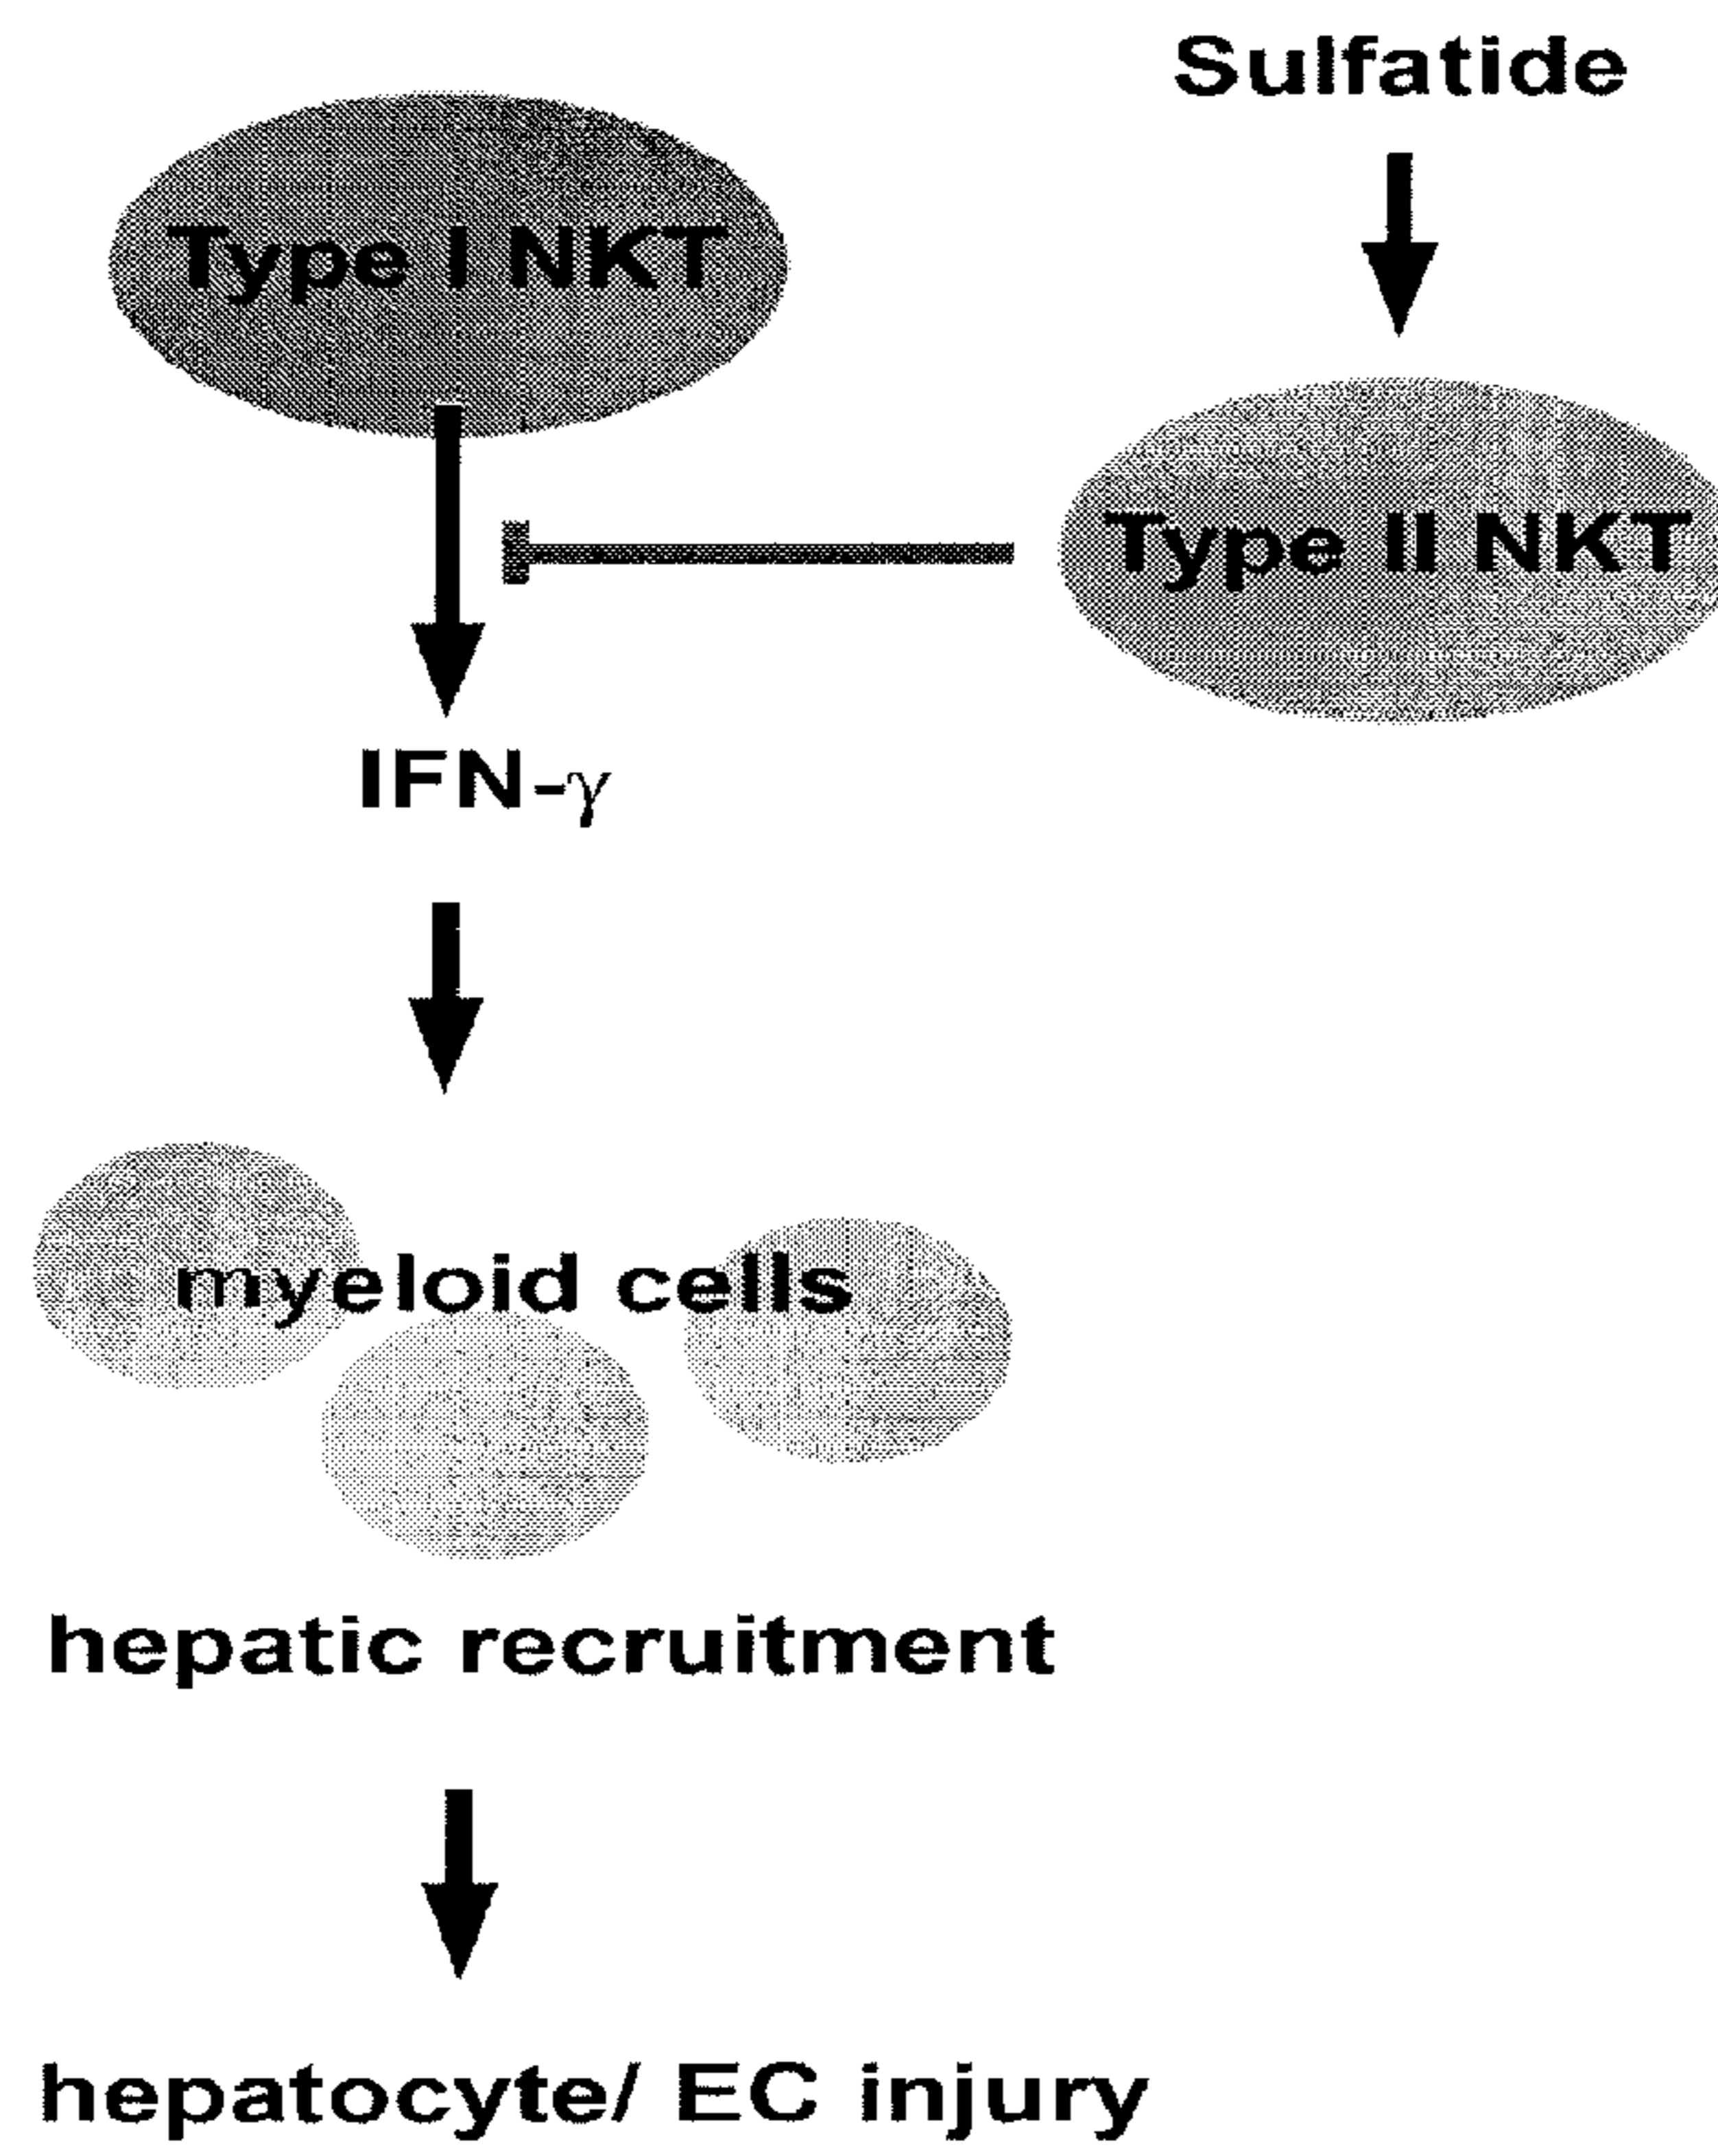 Sulfatide
Type I NKT
Type II NKT
IFN-γ
myeloid cells
hepatic recruitment
hepatocyte/ EC injury